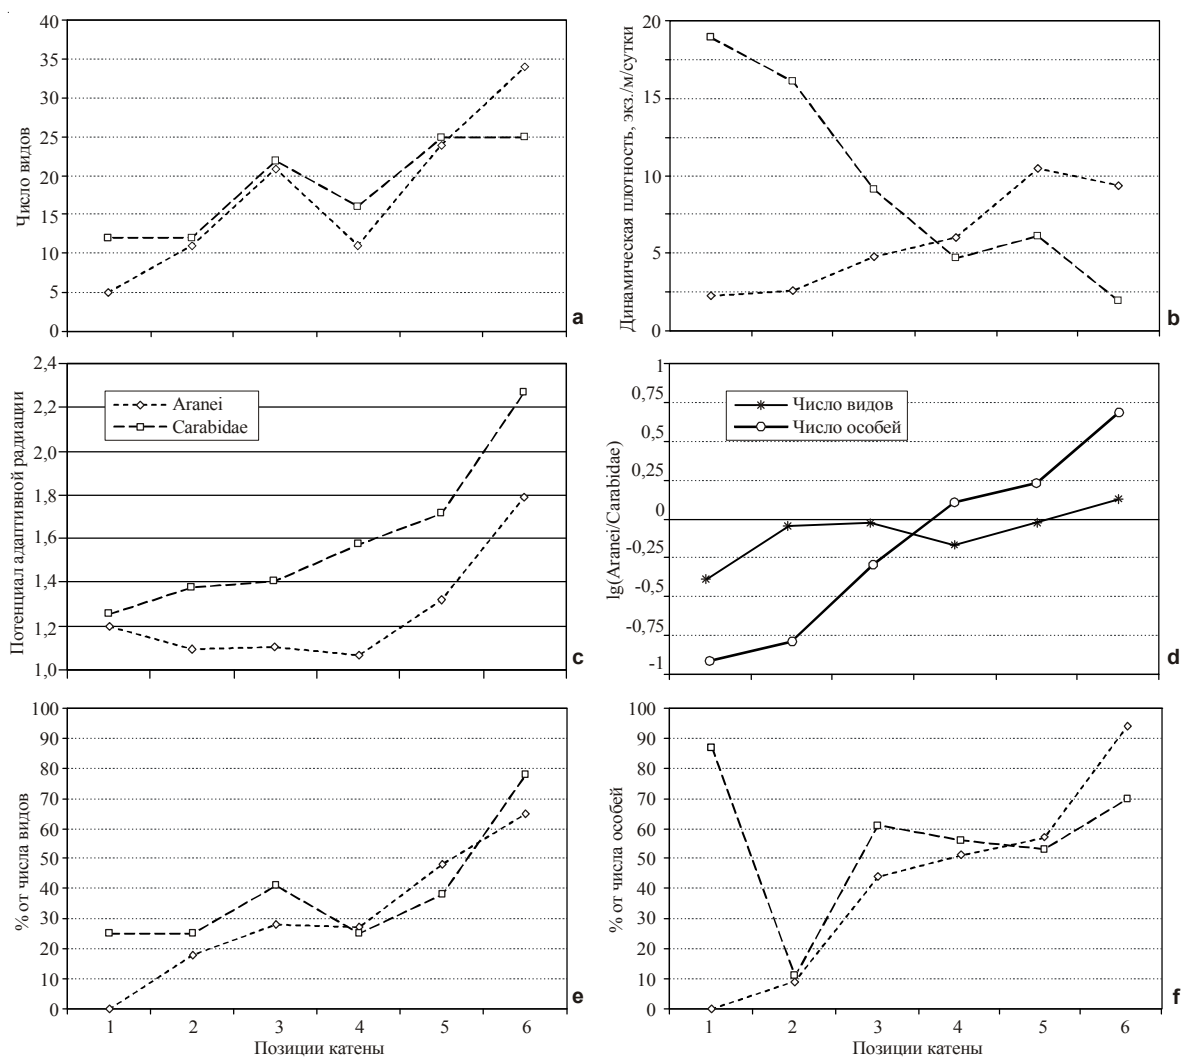 Число видов
40
35
30
25
20
15
10
5
0
a
Динамическая плотность, экз./м/сутки
20
15
10
5
0
b
Потенциал адаптивной радиации
2,4
2,2
2,0
1,8
1,6
1,4
1,2
1,0
Aranei
Carabidae
c
lg(Aranei/Carabidae)
1
0,75
0,5
0,25
0
-0,25
-0,5
-0,75
-1
Число видов
Число особей
d
% от числа видов
100
90
80
70
60
50
40
30
20
10
0
1 2 3 4 5 6
Позиции катены
e
% от числа особей
100
90
80
70
60
50
40
30
20
10
0
1 2 3 4 5 6
Позиции катены
f